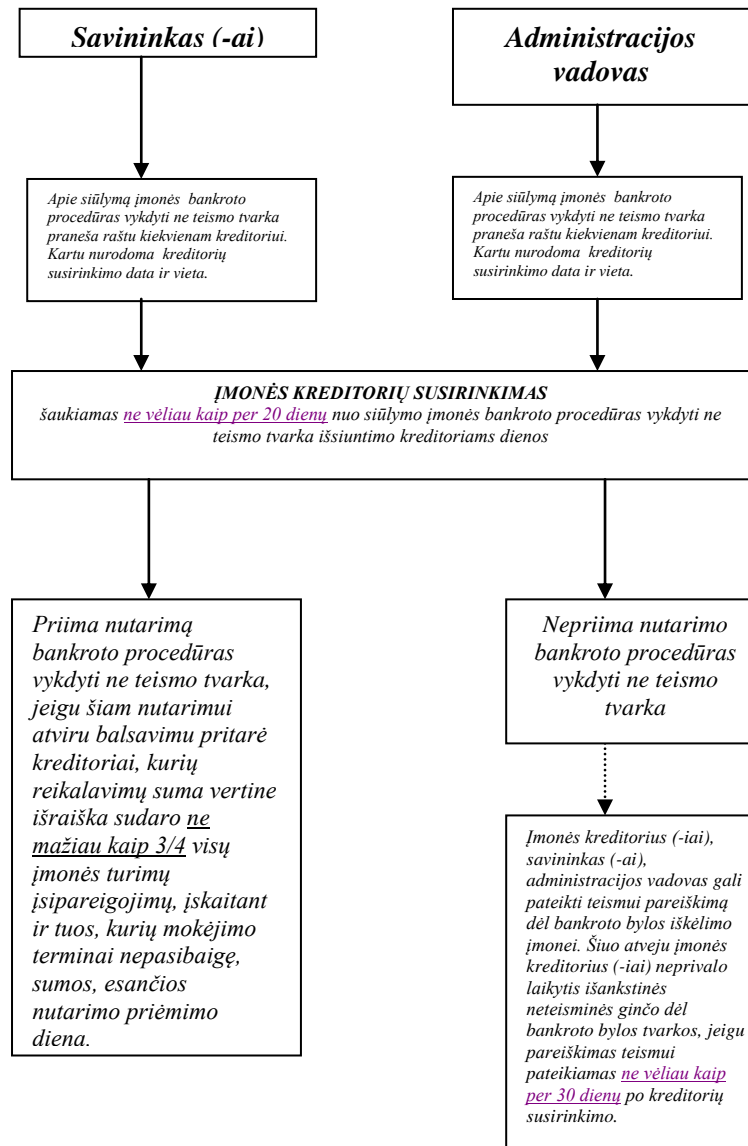 Savininkas (-ai)
Administracijos
vadovas
Apie siūlymą įmonės bankroto
procedūras vykdyti ne teismo tvarka
praneša raštu kiekvienam kreditoriui.
Kartu nurodoma kreditorių
susirinkimo data ir vieta.
Apie siūlymą įmonės bankroto
procedūras vykdyti ne teismo tvarka
praneša raštu kiekvienam kreditoriui.
Kartu nurodoma kreditorių
susirinkimo data ir vieta.
ĮMONĖS KREDITORIŲ SUSIRINKIMAS
šaukiamas ne vėliau kaip per 20 dienų nuo siūlymo įmonės bankroto procedūras vykdyti ne
teismo tvarka išsiuntimo kreditoriams dienos
Priima nutarimą
bankroto procedūras
vykdyti ne teismo tvarka,
jeigu šiam nutarimui
atviru balsavimu pritarė
kreditoriai, kurių
reikalavimų suma vertine
išraiška sudaro ne
mažiau kaip 3/4 visų
įmonės turimų
įsipareigojimų, įskaitant
ir tuos, kurių mokėjimo
terminai nepasibaigę,
sumos, esančios
nutarimo priėmimo
diena.
Nepriima nutarimo
bankroto procedūras
vykdyti ne teismo
tvarka
Įmonės kreditorius (-iai),
savininkas (-ai),
administracijos vadovas gali
pateikti teismui pareiškimą
dėl bankroto bylos iškėlimo
įmonei. Šiuo atveju įmonės
kreditorius (-iai) neprivalo
laikytis išankstinės
neteisminės ginčo dėl
bankroto bylos tvarkos, jeigu
pareiškimas teismui
pateikiamas ne vėliau kaip
per 30 dienų po kreditorių
susirinkimo.